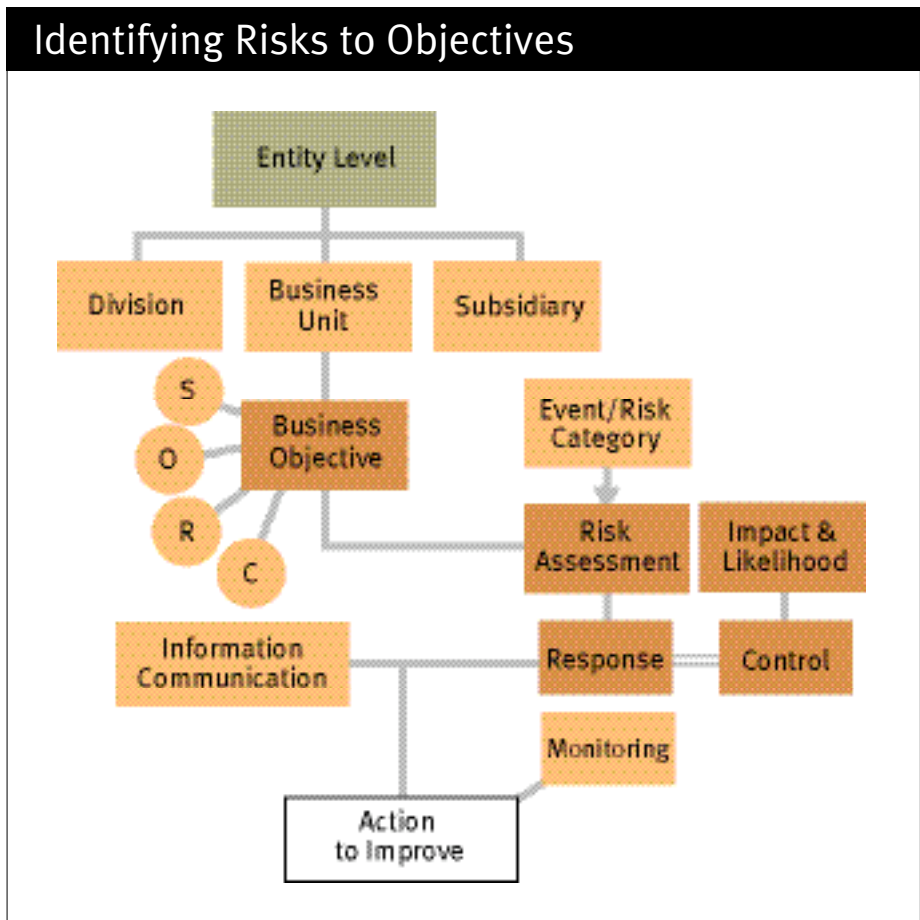 Identifying Risks to Objectives
Entity Level
Division
Business
Unit
Subsidiary
S
O
R
C
Business
Objective
Event/Risk
Category
Risk
Assessment
Impact &
Likelihood
Information
Communication
Response
Control
Monitoring
Action
to Improve